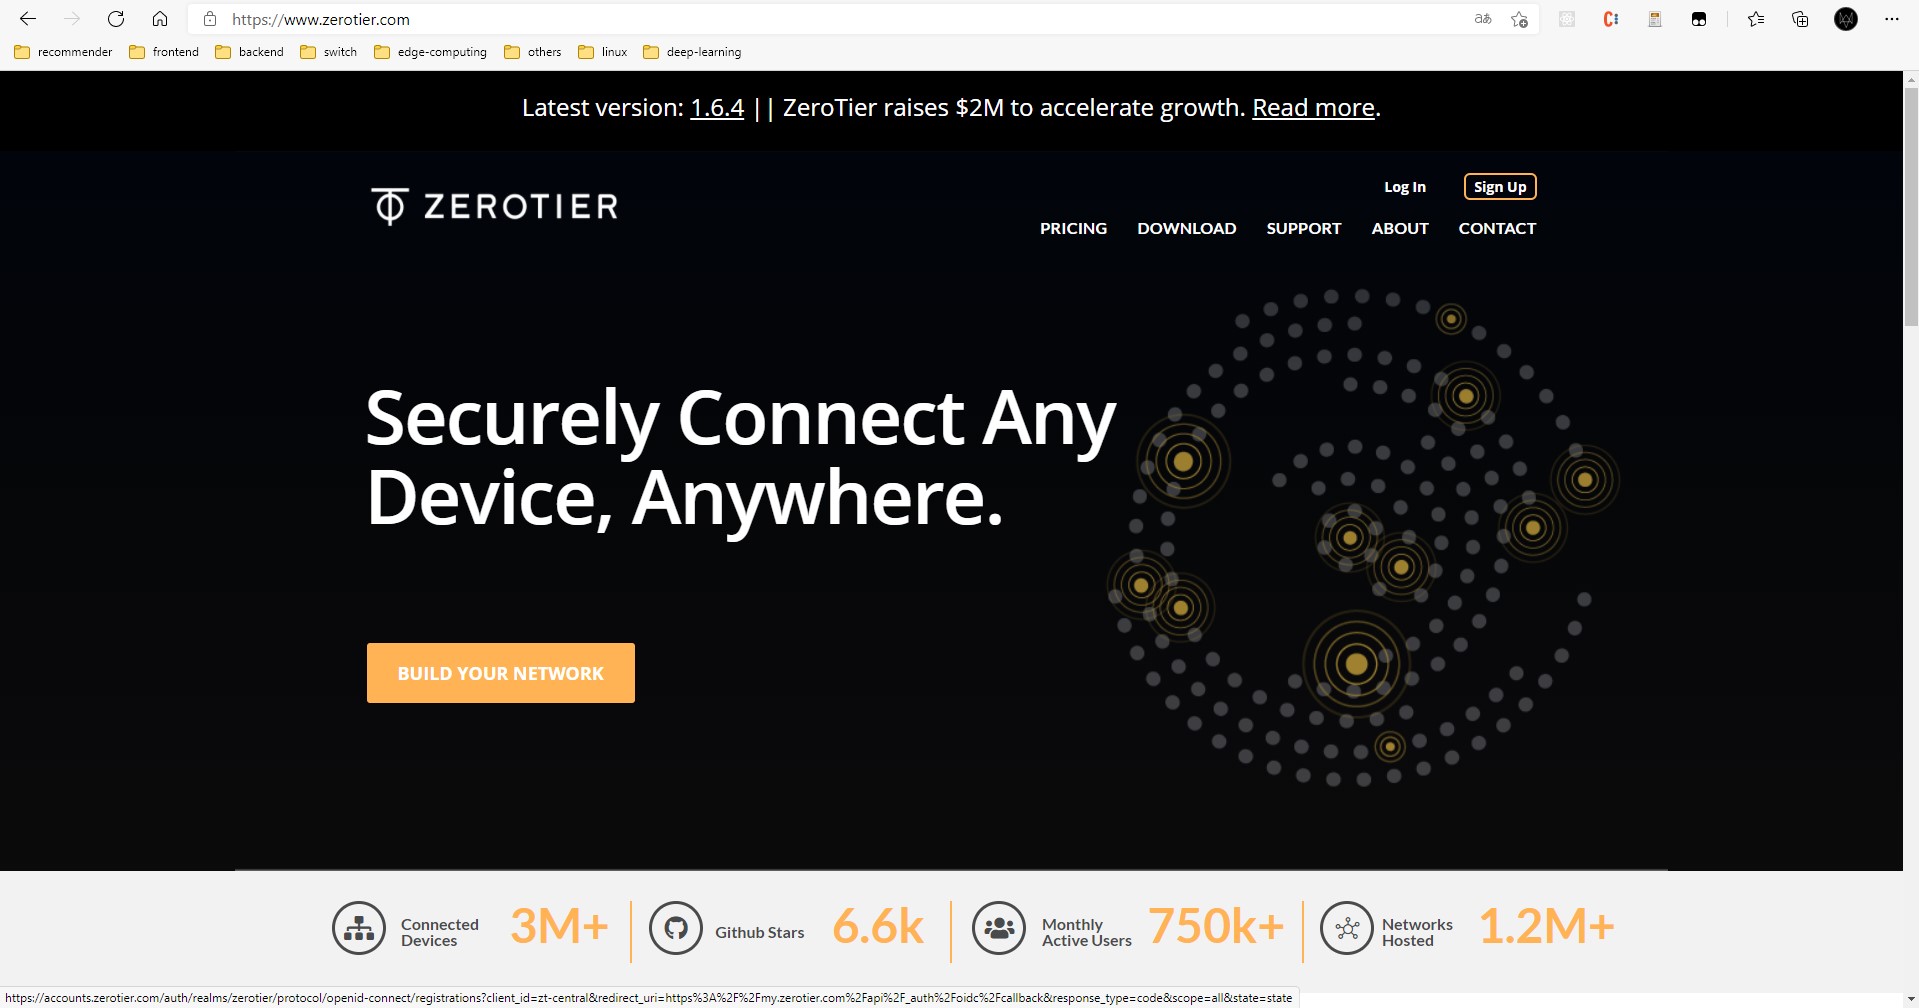 https://www.zerotier.com
aあ
recommender frontend backend switch edge-computing others linux deep-learning
Latest version: 1.6.4 || ZeroTier raises $2M to accelerate growth. Read more.
Log In Sign Up
ZEROTIER
PRICING DOWNLOAD SUPPORT ABOUT CONTACT
Securely Connect Any
Device, Anywhere.
BUILD YOUR NETWORK
Connected
Devices
3M+
Github Stars
6.6k
Monthly
Active Users
750k+
Networks
Hosted
1.2M+
https://accounts.zerotier.com/auth/realms/zerotier/protocol/openid-connect/registrations?client_id=zt-central&redirect_uri=https%3A%2F%2Fmy.zerotier.com%2Fapi%2F_auth%2Foidc%2Fcallback&response_type=code&scope=all&state=state